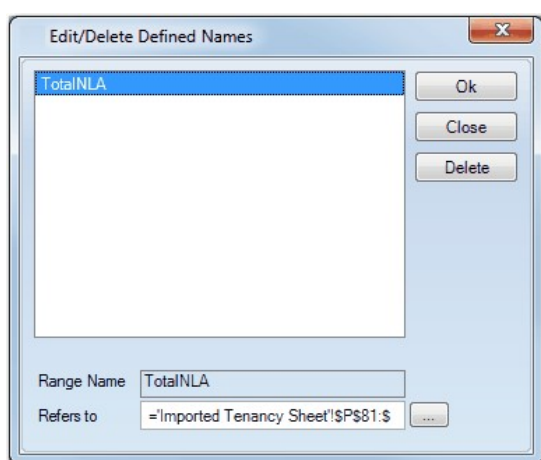 Edit/Delete Defined Names
TotalNLA
Ok
Close
Delete
Range Name TotalNLA
Refers to ='Imported Tenancy Sheet'!$P$81:$ ...